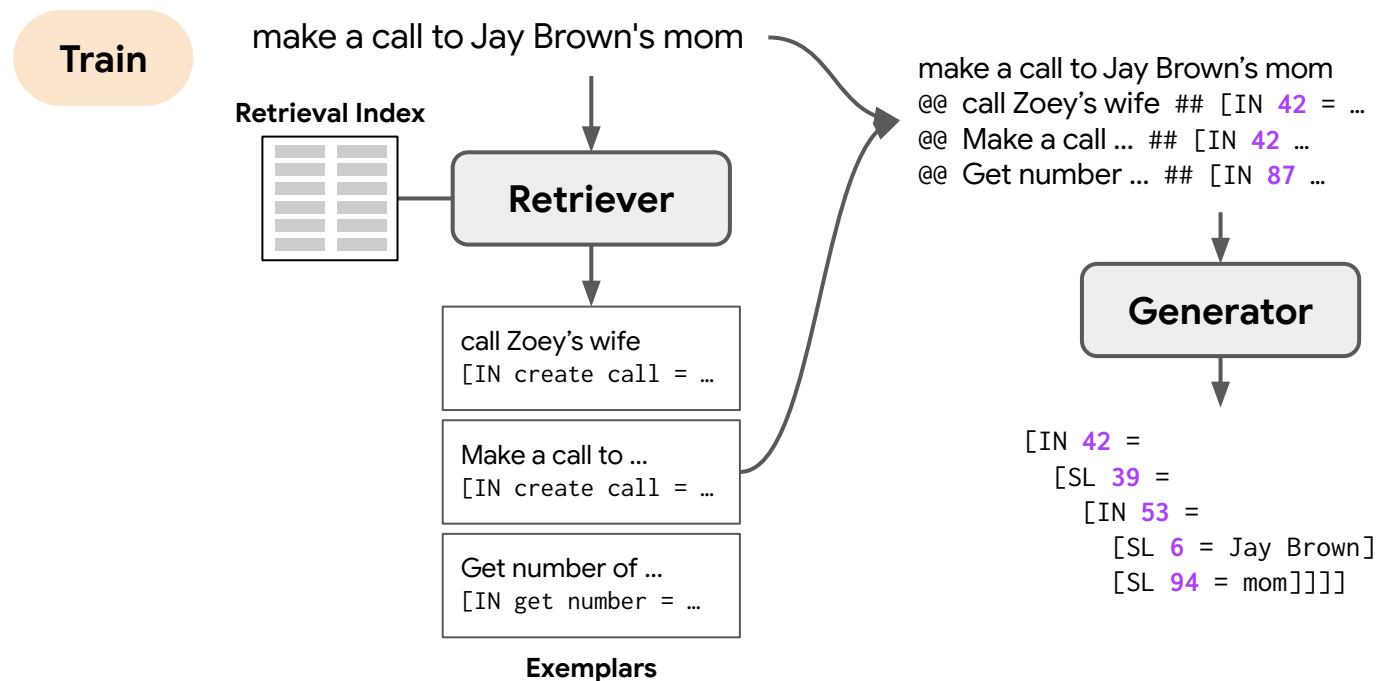 Train
make a call to Jay Brown's mom
Retrieval Index
Retriever
call Zoey’s wife
[IN create call = …
Make a call to ...
[IN create call = …
Get number of ...
[IN get number = …
Exemplars
make a call to Jay Brown’s mom
@@ call Zoey’s wife ## [IN 42 = …
@@ Make a call ... ## [IN 42 …
@@ Get number ... ## [IN 87 …
Generator
[IN 42 =
[SL 39 =
[IN 53 =
[SL 6 = Jay Brown]
[SL 94 = mom]]]]